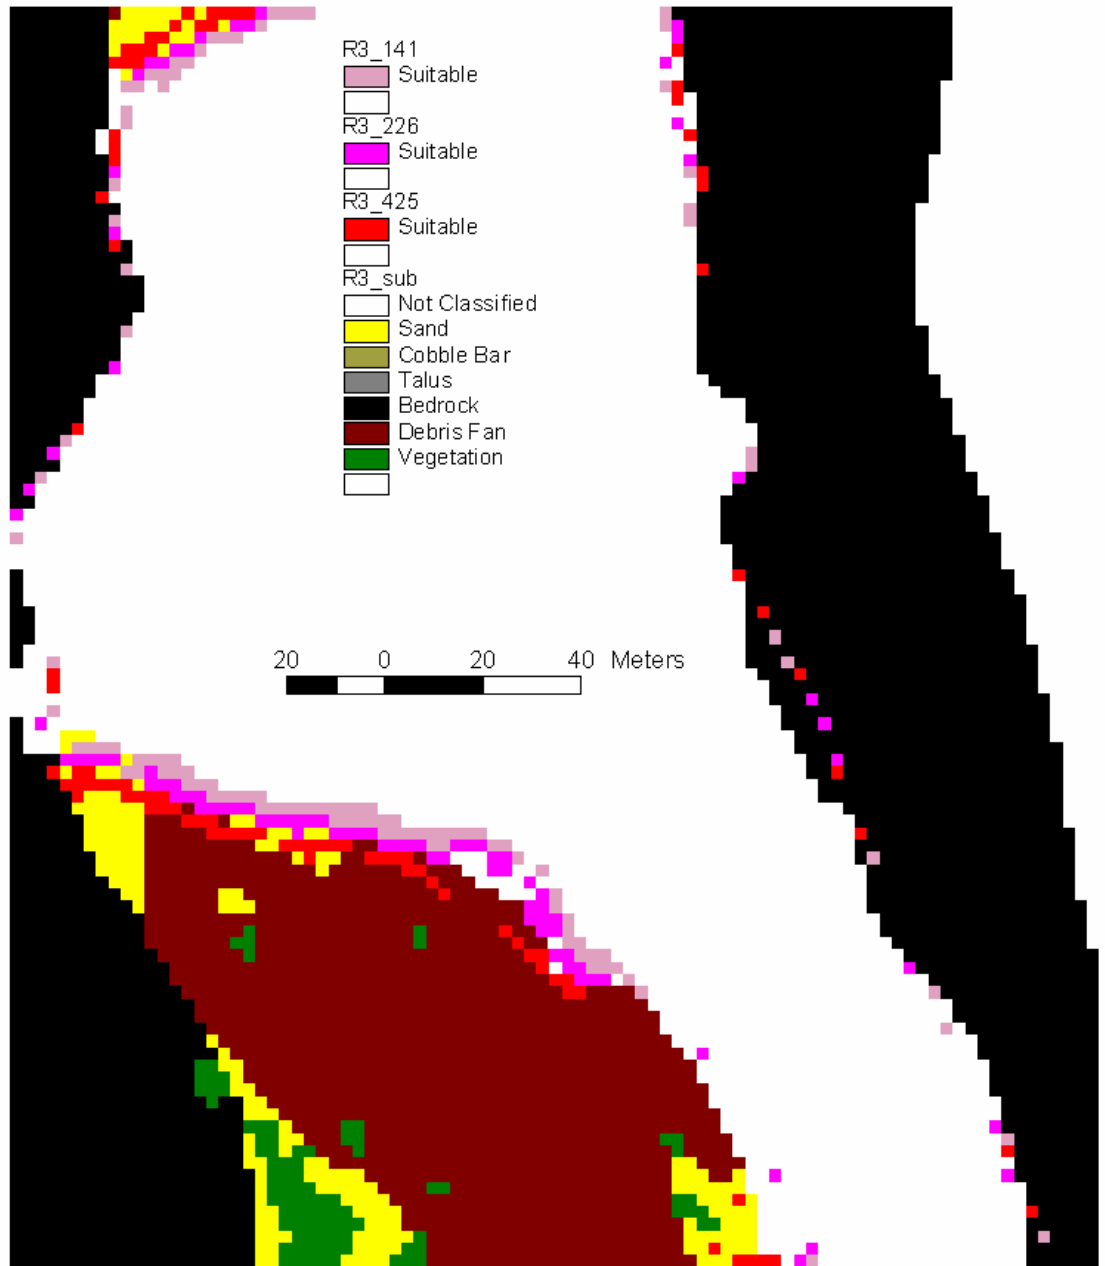 R3_141
Suitable
R3_226
Suitable
R3_425
Suitable
R3_sub
Not Classified
Sand
Cobble Bar
Talus
Bedrock
Debris Fan
Vegetation
20 0 20 40 Meters